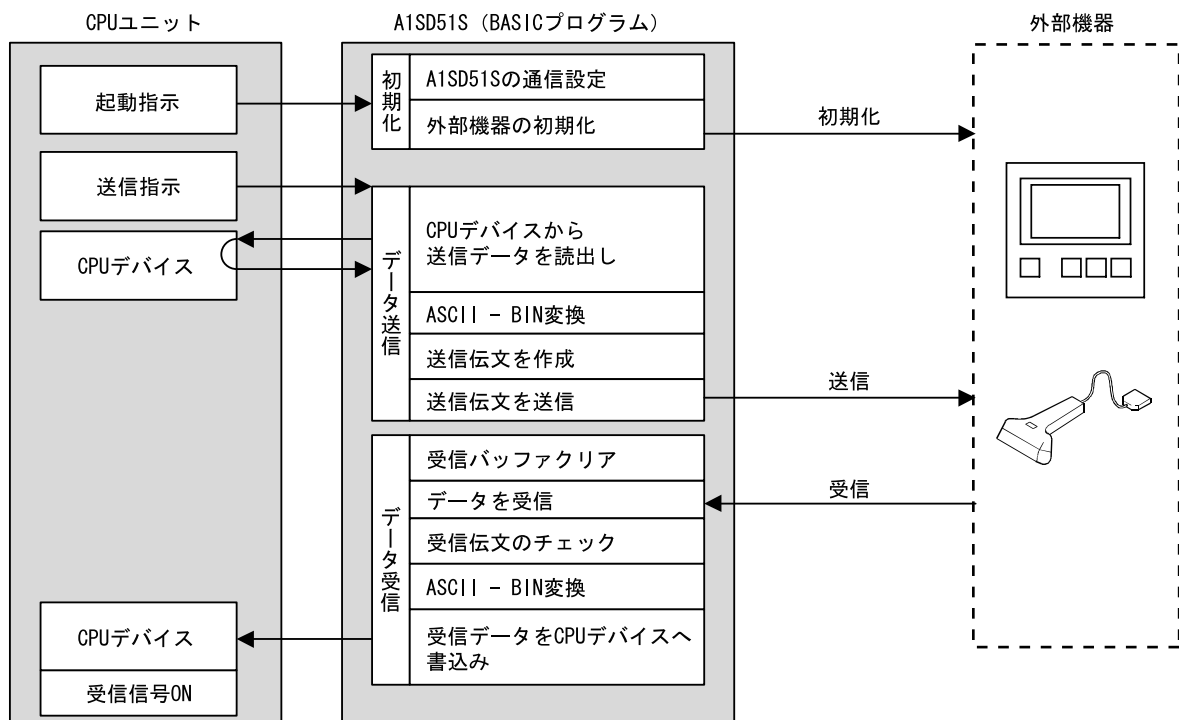 CPUユニット
A1SD51S（BASICプログラム）
外部機器
起動指示
初期化
A1SD51Sの通信設定
外部機器の初期化
初期化
送信指示
CPUデバイス
データ送信
CPUデバイスから
送信データを読出し
ASCII － BIN変換
送信伝文を作成
送信伝文を送信
送信
データ受信
受信バッファクリア
データを受信
受信
受信伝文のチェック
ASCII － BIN変換
受信データをCPUデバイスへ
書込み
CPUデバイス
受信信号ON